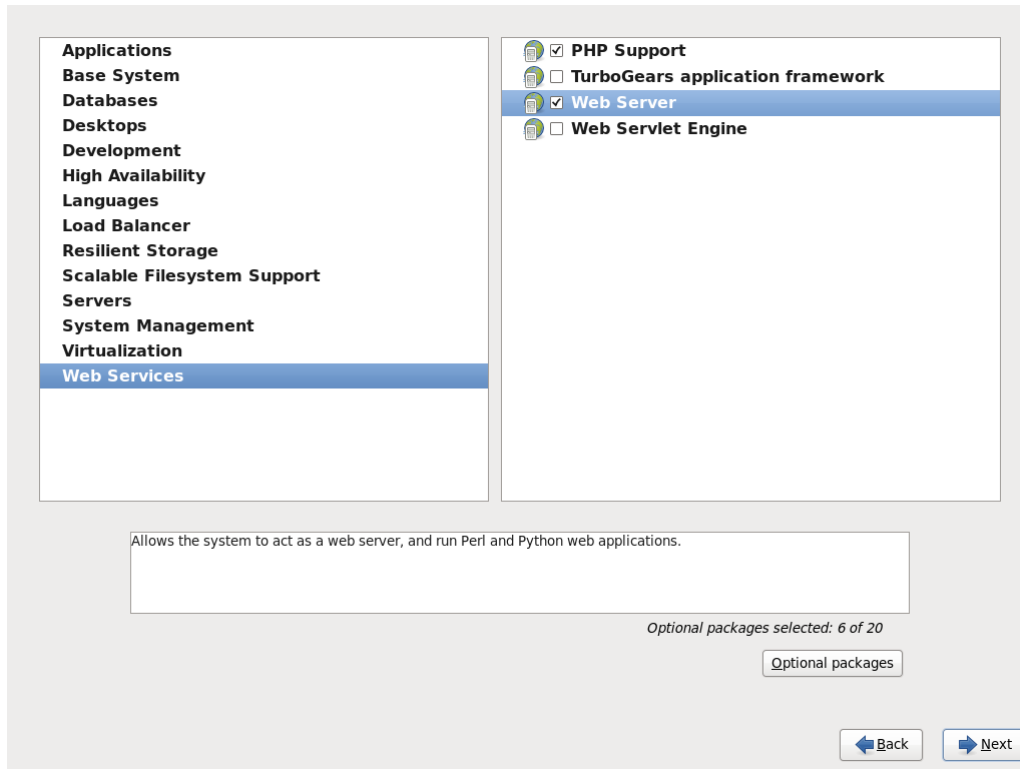 Applications
Base System
Databases
Desktops
Development
High Availability
Languages
Load Balancer
Resilient Storage
Scalable Filesystem Support
Servers
System Management
Virtualization
Web Services
PHP Support
TurboGears application framework
Web Server
Web Servlet Engine
Allows the system to act as a web server, and run Perl and Python web applications.
Optional packages selected: 6 of 20
Optional packages
Back
Next